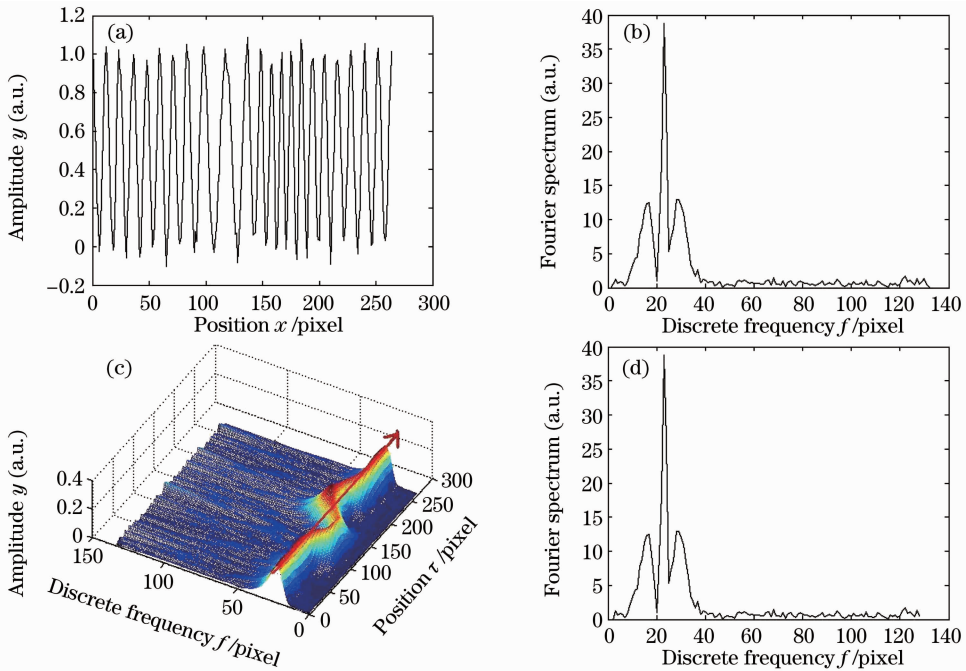 (a)
1.2
1.0
0.8
0.6
0.4
0.2
0
−0.2
Amplitude y (a.u.)
0 50 100 150 200 250 300
Position x /pixel
(b)
40
35
30
25
20
15
10
5
0
Fourier spectrum (a.u.)
0 20 40 60 80 100 120 140
Discrete frequency f /pixel
(c)
Amplitude y (a.u.)
0.4
0.2
0
150 100 50 0
Discrete frequency f /pixel
0 50 100 150 200 250 300
Position τ /pixel
(d)
40
35
30
25
20
15
10
5
0
Fourier spectrum (a.u.)
0 20 40 60 80 100 120 140
Discrete frequency f /pixel